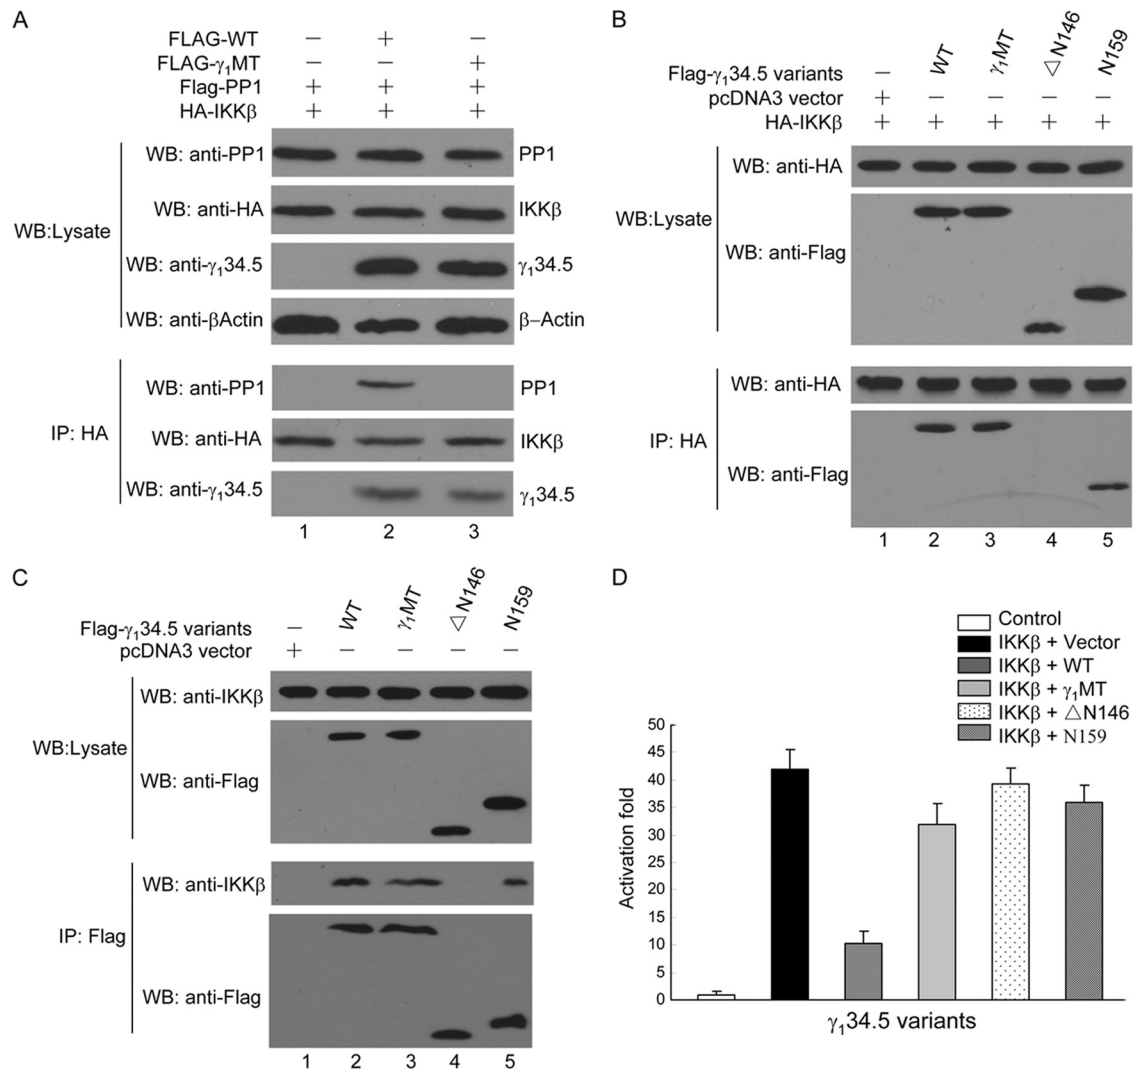 A
FLAG-WT – + –
FLAG-γ₁MT – – +
Flag-PP1 + + +
HA-IKKβ + + +
WB:Lysate
WB: anti-PP1 PP1
WB: anti-HA IKKβ
WB: anti-γ₁34.5 γ₁34.5
WB: anti-βActin β–Actin
IP: HA
WB: anti-PP1 PP1
WB: anti-HA IKKβ
WB: anti-γ₁34.5 γ₁34.5
1 2 3
B
Flag-γ₁34.5 variants – WT γ₁MT △N146 N159
pcDNA3 vector + – – – –
HA-IKKβ + + + + +
WB:Lysate
WB: anti-HA
WB: anti-Flag
IP: HA
WB: anti-HA
WB: anti-Flag
1 2 3 4 5
C
Flag-γ₁34.5 variants – WT γ₁MT △N146 N159
pcDNA3 vector + – – – –
WB:Lysate
WB: anti-IKKβ
WB: anti-Flag
IP: Flag
WB: anti-IKKβ
WB: anti-Flag
1 2 3 4 5
D
Control
IKKβ + Vector
IKKβ + WT
IKKβ + γ₁MT
IKKβ + △N146
IKKβ + N159
Activation fold
50
45
40
35
30
25
20
15
10
5
0
γ₁34.5 variants